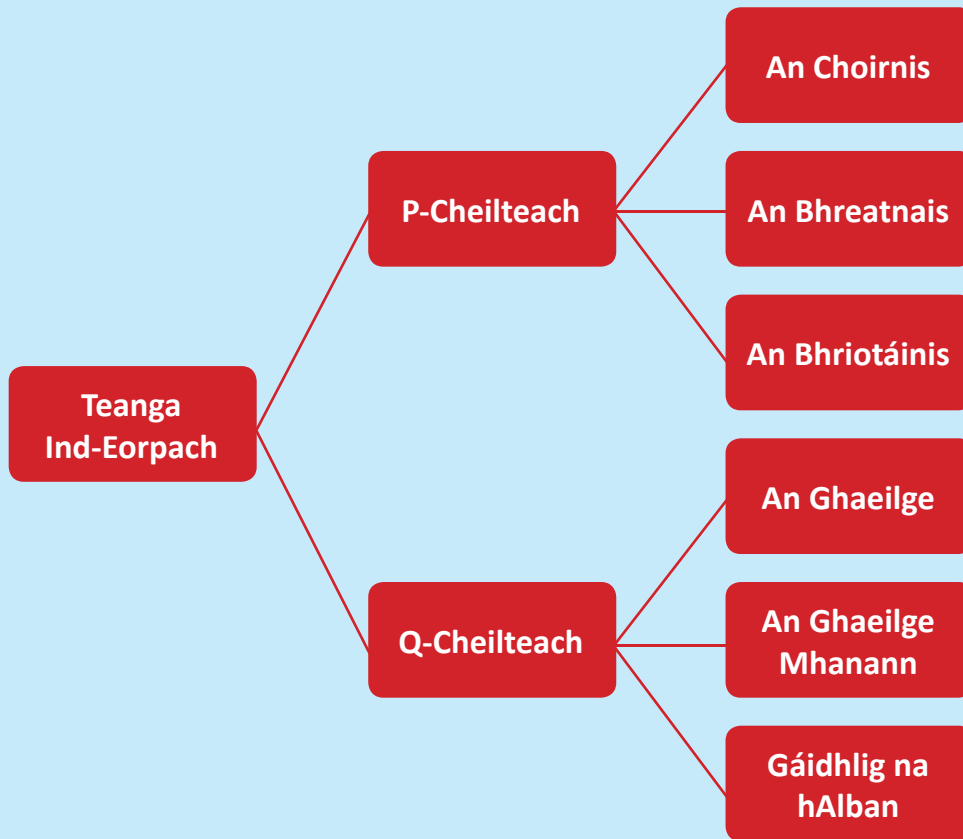 An Choirnis
P-Cheilteach
An Bhreatnais
An Bhriotáinis
Teanga
Ind-Eorpach
An Ghaeilge
Q-Cheilteach
An Ghaeilge
Mhanann
Gáidhlig na
hAlban